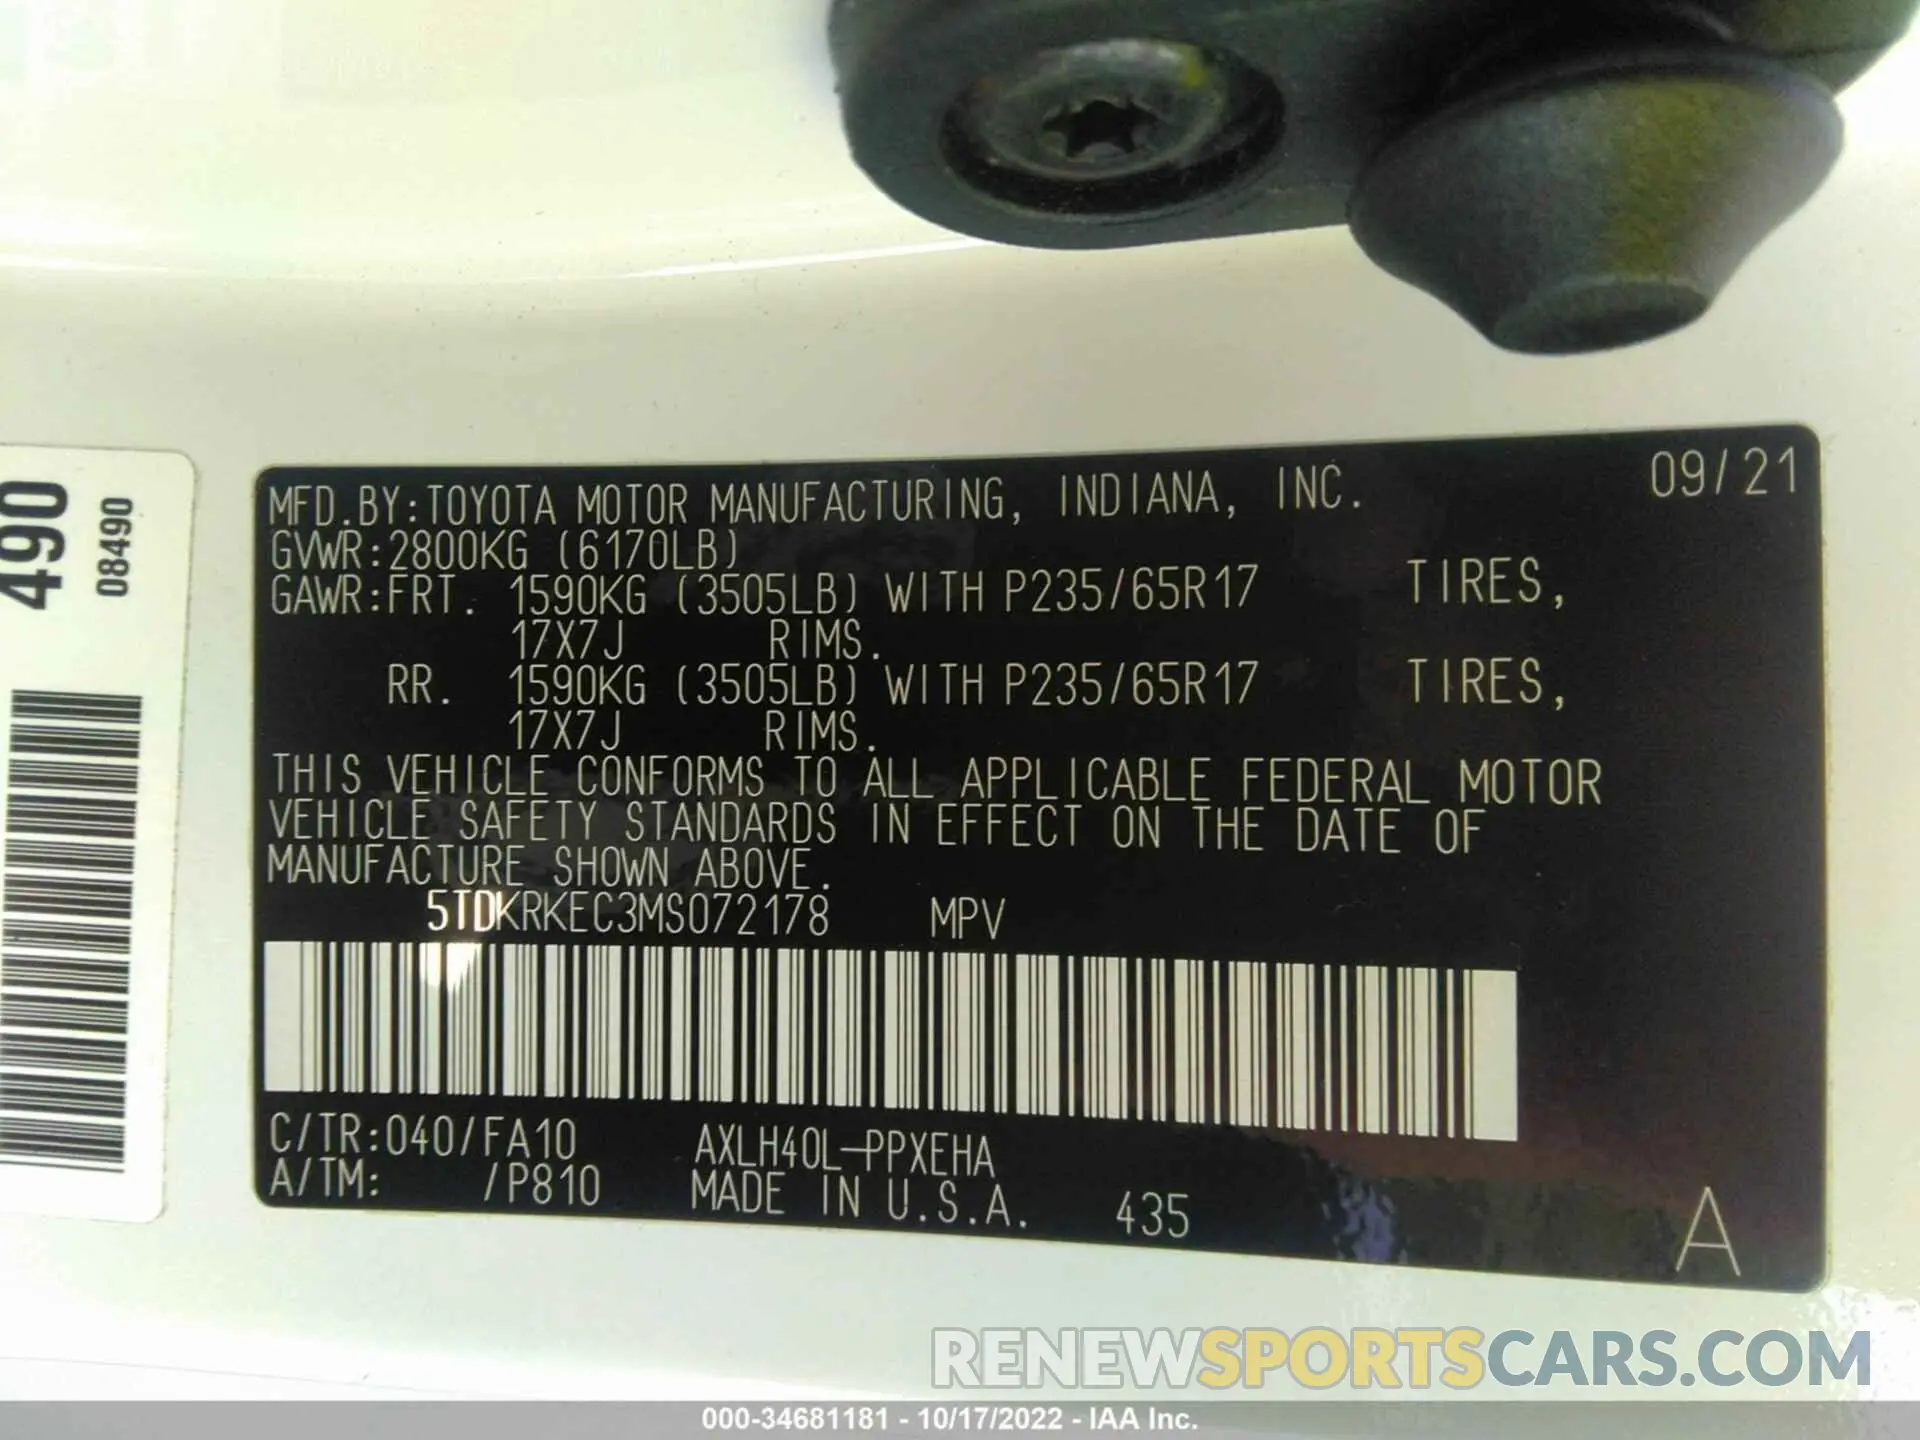 490
08490
MFD.BY:TOYOTA MOTOR MANUFACTURING, INDIANA, INC. 09/21
GVWR:2800KG (6170LB)
GAWR:FRT. 1590KG (3505LB) WITH P235/65R17 TIRES,
17X7J RIMS.
RR. 1590KG (3505LB) WITH P235/65R17 TIRES,
17X7J RIMS.
THIS VEHICLE CONFORMS TO ALL APPLICABLE FEDERAL MOTOR
VEHICLE SAFETY STANDARDS IN EFFECT ON THE DATE OF
MANUFACTURE SHOWN ABOVE.
5TDKRKEC3MS072178 MPV
C/TR:040/FA10 AXLH40L-PPXEHA
A/TM: /P810 MADE IN U.S.A. 435 A
RENEWSPORTSCARS.COM
000-34681181 - 10/17/2022 - IAA Inc.